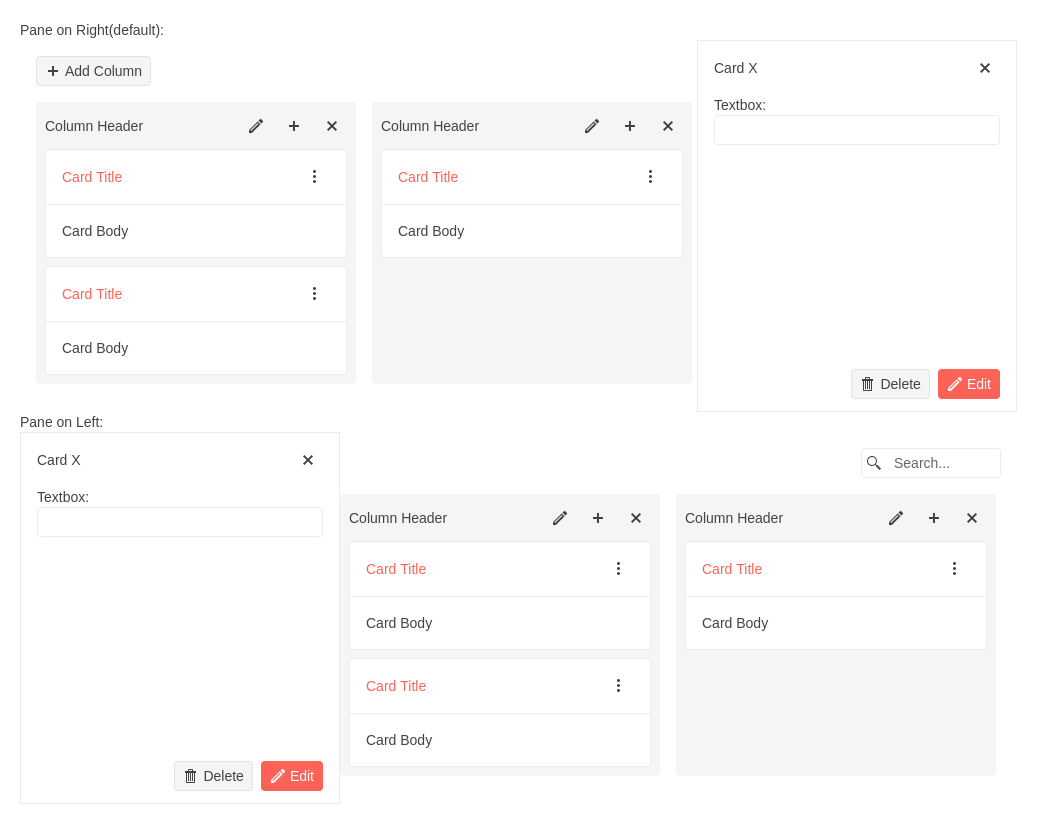 Pane on Right(default):
Add Column
Card X
Textbox:
Column Header
Column Header
Card Title
Card Title
Card Body
Card Body
Card Title
Card Body
Delete
Edit
Pane on Left:
Card X
Search...
Textbox:
Column Header
Column Header
Card Title
Card Title
Card Body
Card Body
Card Title
Card Body
Delete
Edit